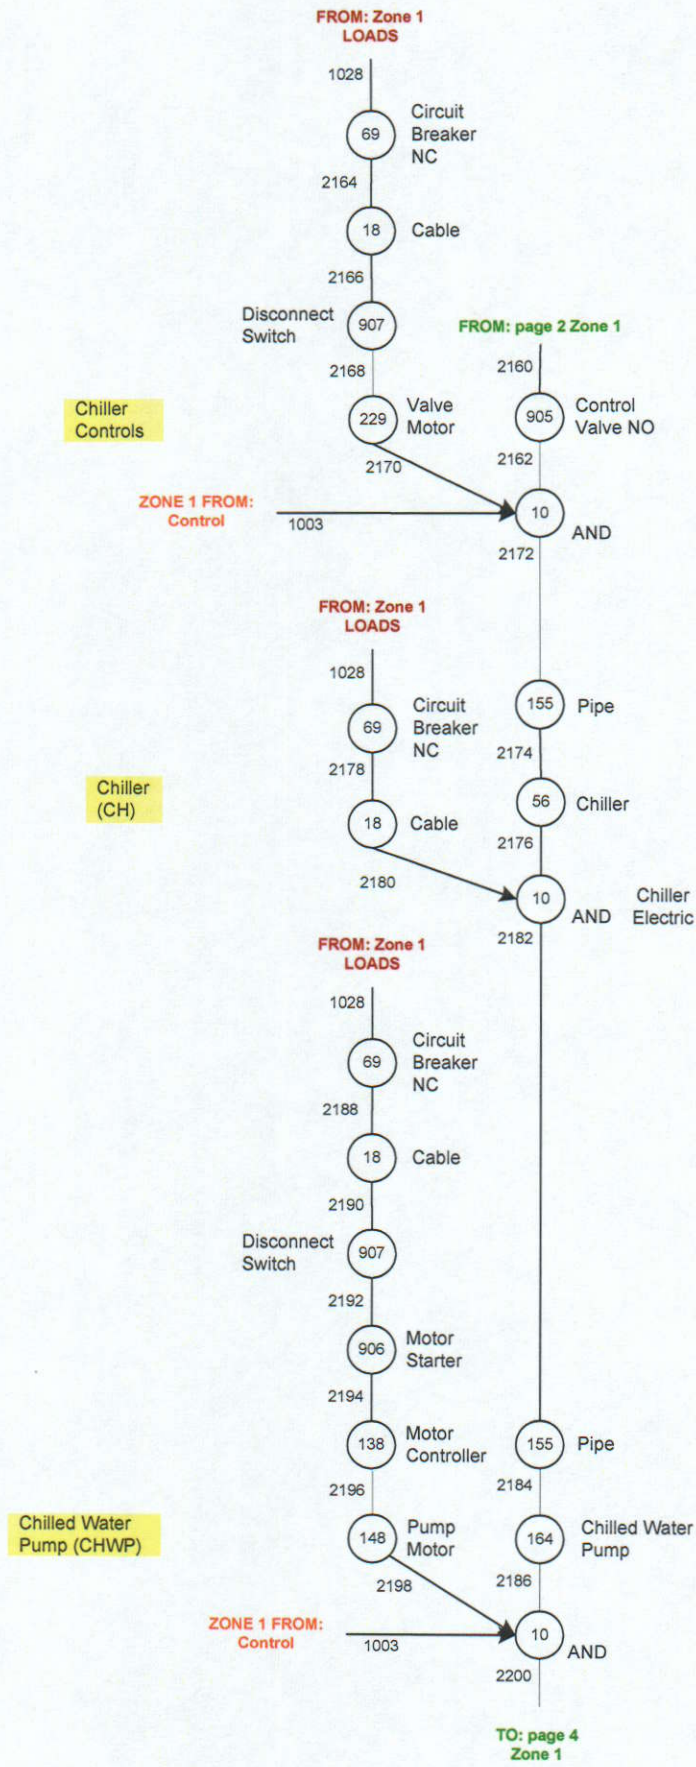 FROM: Zone 1
LOADS
1028
69
Circuit
Breaker
NC
2164
18
Cable
2166
Disconnect
Switch
907
FROM: page 2 Zone 1
2168
2160
Chiller
Controls
229
Valve
Motor
905
Control
Valve NO
2170
2162
ZONE 1 FROM:
Control
1003
10
AND
2172
FROM: Zone 1
LOADS
1028
69
Circuit
Breaker
NC
155
Pipe
2178
2174
Chiller
(CH)
18
Cable
56
Chiller
2180
2176
10
AND
Chiller
Electric
2182
FROM: Zone 1
LOADS
1028
69
Circuit
Breaker
NC
2188
18
Cable
2190
Disconnect
Switch
907
2192
906
Motor
Starter
2194
138
Motor
Controller
155
Pipe
2196
2184
Chilled Water
Pump (CHWP)
148
Pump
Motor
164
Chilled Water
Pump
2198
2186
ZONE 1 FROM:
Control
1003
10
AND
2200
TO: page 4
Zone 1